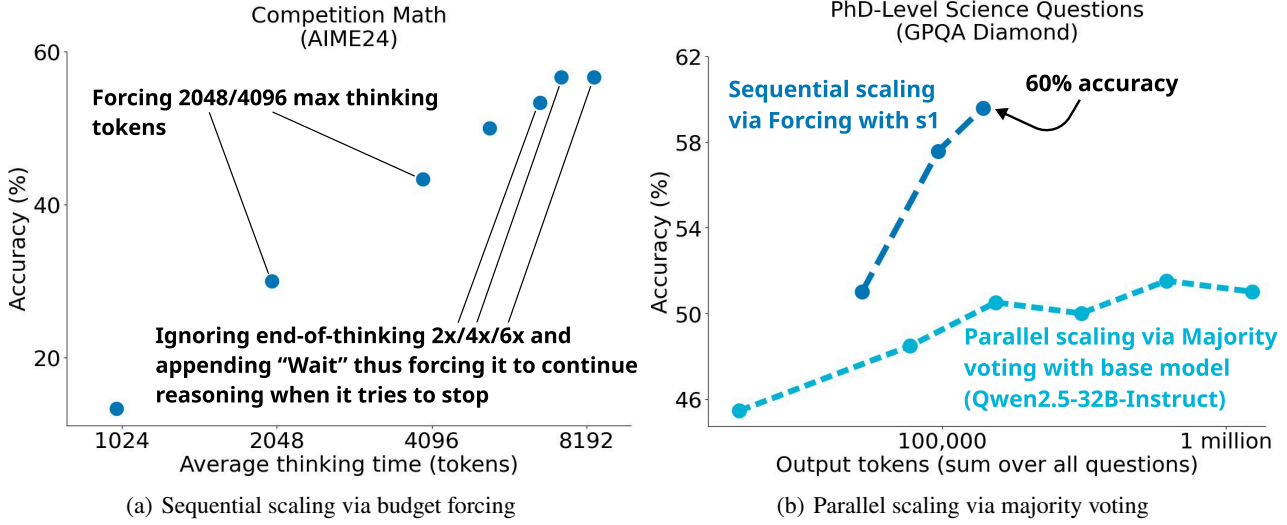 Competition Math
(AIME24)
60
40
20
Accuracy (%)
Forcing 2048/4096 max thinking
tokens
Ignoring end-of-thinking 2x/4x/6x and
appending “Wait” thus forcing it to continue
reasoning when it tries to stop
1024
2048
4096
8192
Average thinking time (tokens)
(a) Sequential scaling via budget forcing
PhD-Level Science Questions
(GPQA Diamond)
62
58
54
50
46
Accuracy (%)
Sequential scaling
via Forcing with s1
60% accuracy
Parallel scaling via Majority
voting with base model
(Qwen2.5-32B-Instruct)
100,000
1 million
Output tokens (sum over all questions)
(b) Parallel scaling via majority voting